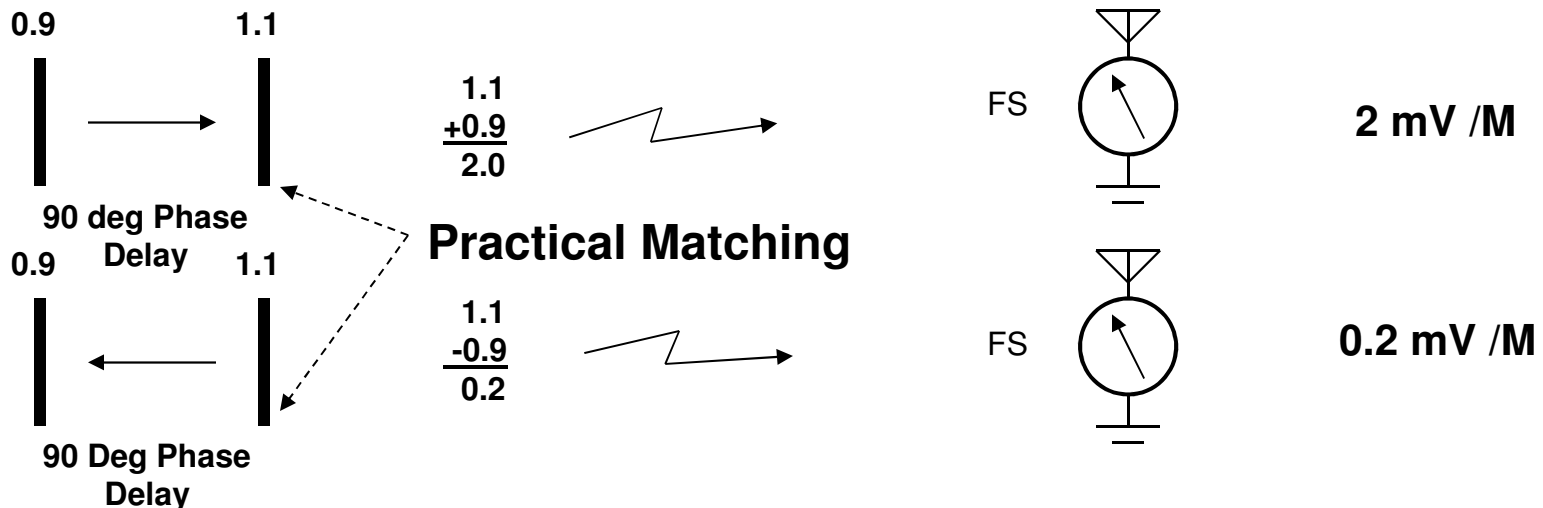 0.9
1.1
1.1
+0.9
2.0
FS
2 mV /M
90 deg Phase
Delay
Practical Matching
0.9
1.1
1.1
-0.9
0.2
FS
0.2 mV /M
90 Deg Phase
Delay